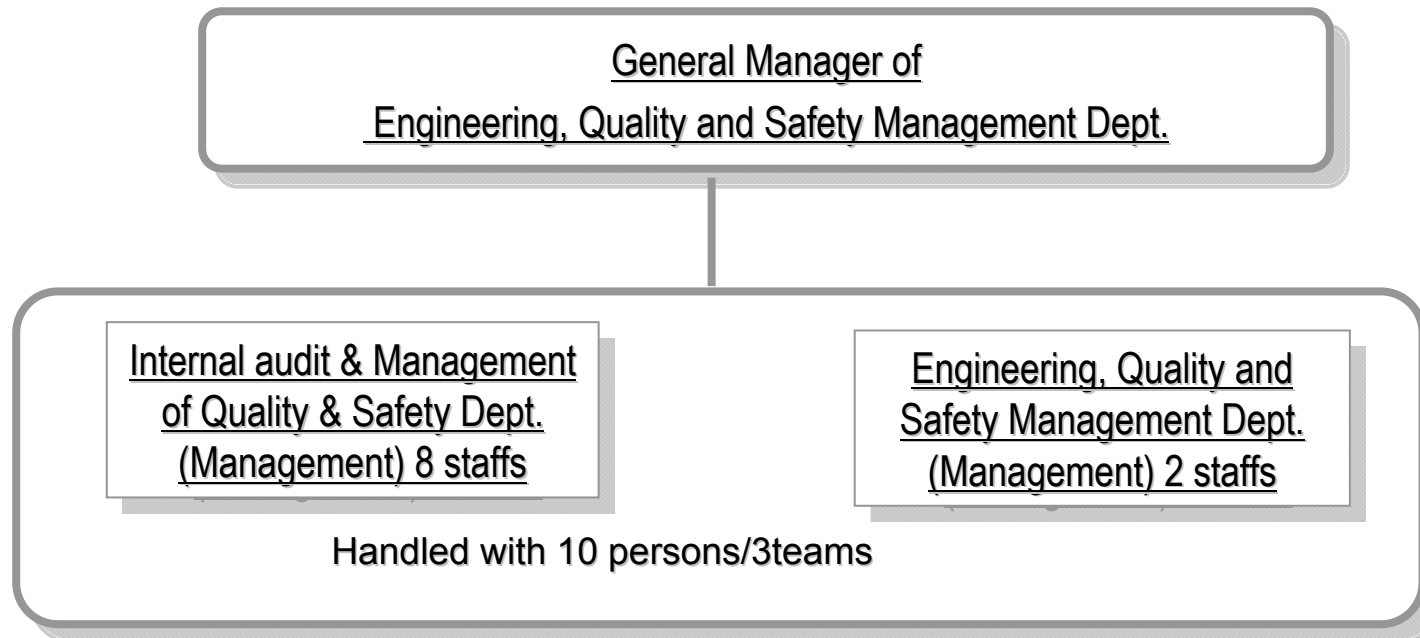 General Manager of
Engineering, Quality and Safety Management Dept.
Internal audit & Management
of Quality & Safety Dept.
(Management) 8 staffs
Engineering, Quality and
Safety Management Dept.
(Management) 2 staffs
Handled with 10 persons/3teams